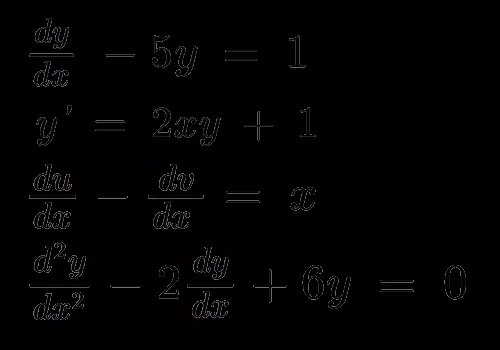 dy/dx − 5y = 1
y' = 2xy + 1
du/dx − dv/dx = x
d²y/dx² − 2 dy/dx + 6y = 0